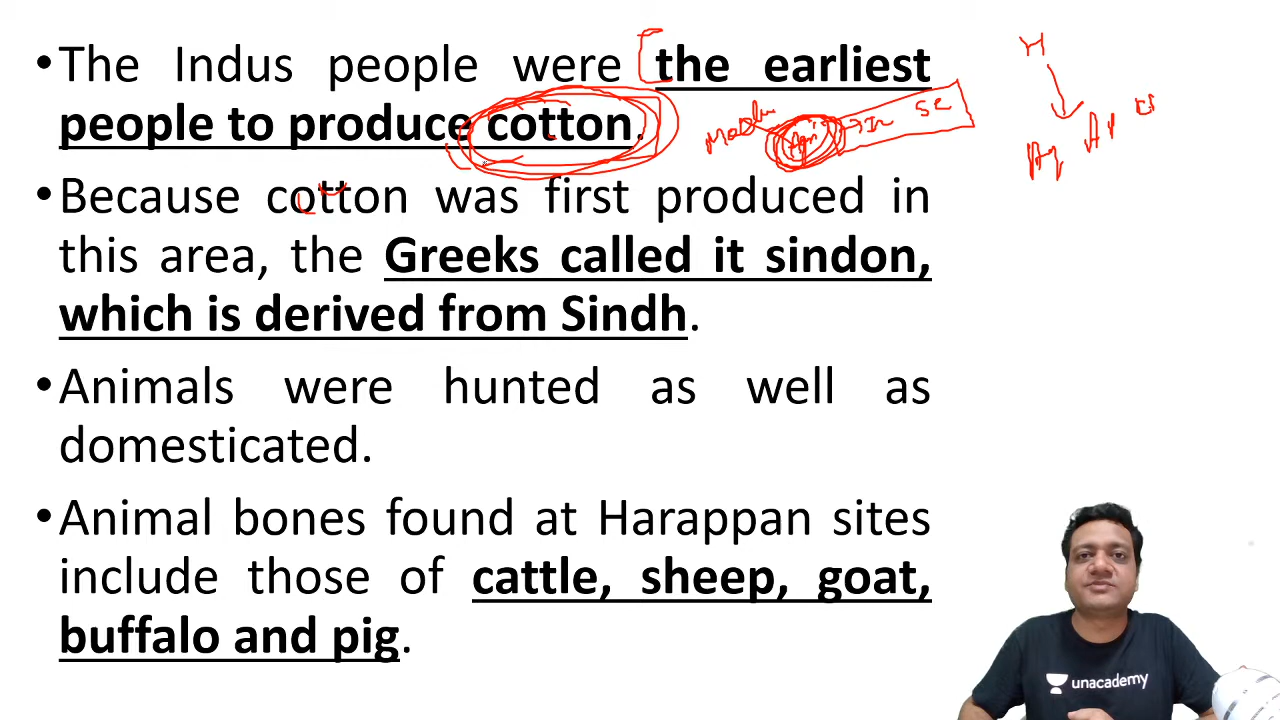 •The Indus people were the earliest
people to produce cotton.
•Because cotton was first produced in
this area, the Greeks called it sindon,
which is derived from Sindh.
•Animals were hunted as well as
domesticated.
•Animal bones found at Harappan sites
include those of cattle, sheep, goat,
buffalo and pig.
H
unacademy